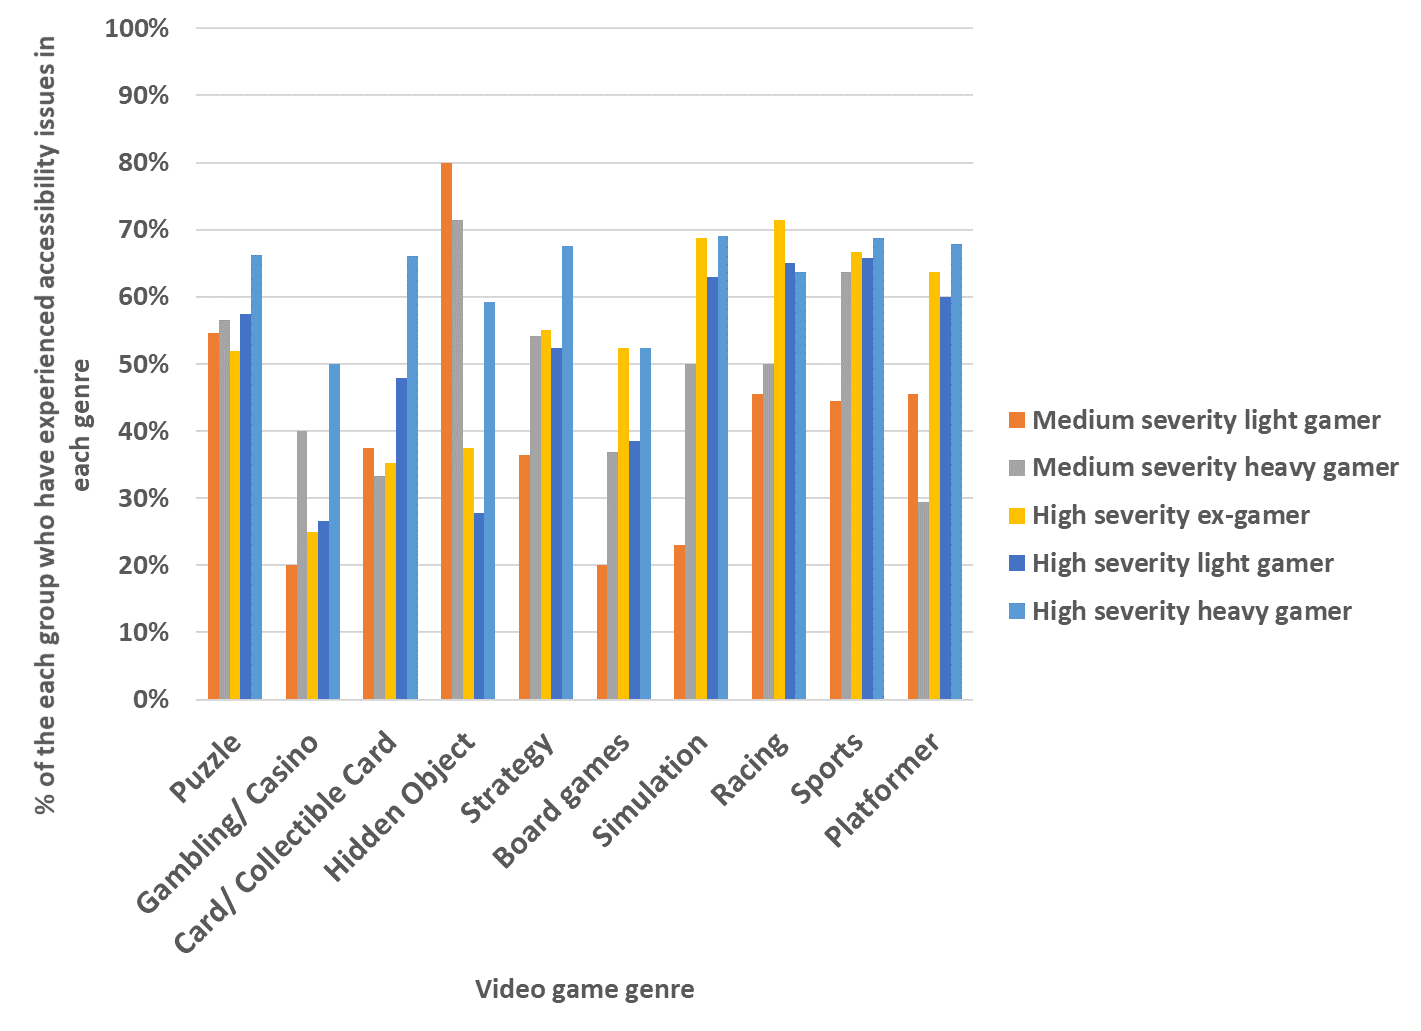 % of the each group who have experienced accessibility issues in
each genre
100%
90%
80%
70%
60%
50%
40%
30%
20%
10%
0%
Puzzle
Gambling/ Casino
Card/ Collectible Card
Hidden Object
Strategy
Board games
Simulation
Racing
Sports
Platformer
Video game genre
Medium severity light gamer
Medium severity heavy gamer
High severity ex-gamer
High severity light gamer
High severity heavy gamer